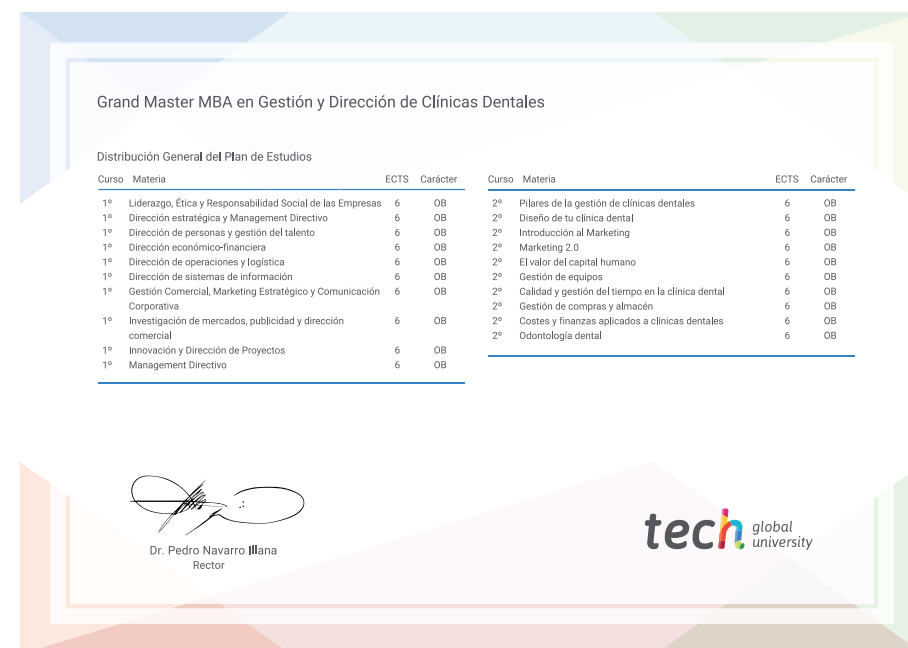 Grand Master MBA en Gestión y Dirección de Clínicas Dentales
Distribución General del Plan de Estudios
Curso Materia ECTS Carácter
1º Liderazgo, Ética y Responsabilidad Social de las Empresas 6 OB
1º Dirección estratégica y Management Directivo 6 OB
1º Dirección de personas y gestión del talento 6 OB
1º Dirección económico-financiera 6 OB
1º Dirección de operaciones y logística 6 OB
1º Dirección de sistemas de información 6 OB
1º Gestión Comercial, Marketing Estratégico y Comunicación 6 OB
Corporativa
1º Investigación de mercados, publicidad y dirección 6 OB
comercial
1º Innovación y Dirección de Proyectos 6 OB
1º Management Directivo 6 OB
Curso Materia ECTS Carácter
2º Pilares de la gestión de clínicas dentales 6 OB
2º Diseño de tu clínica dental 6 OB
2º Introducción al Marketing 6 OB
2º Marketing 2.0 6 OB
2º El valor del capital humano 6 OB
2º Gestión de equipos 6 OB
2º Calidad y gestión del tiempo en la clínica dental 6 OB
2º Gestión de compras y almacén 6 OB
2º Costes y finanzas aplicados a clínicas dentales 6 OB
2º Odontología dental 6 OB
Dr. Pedro Navarro Illana
Rector
tech global
university